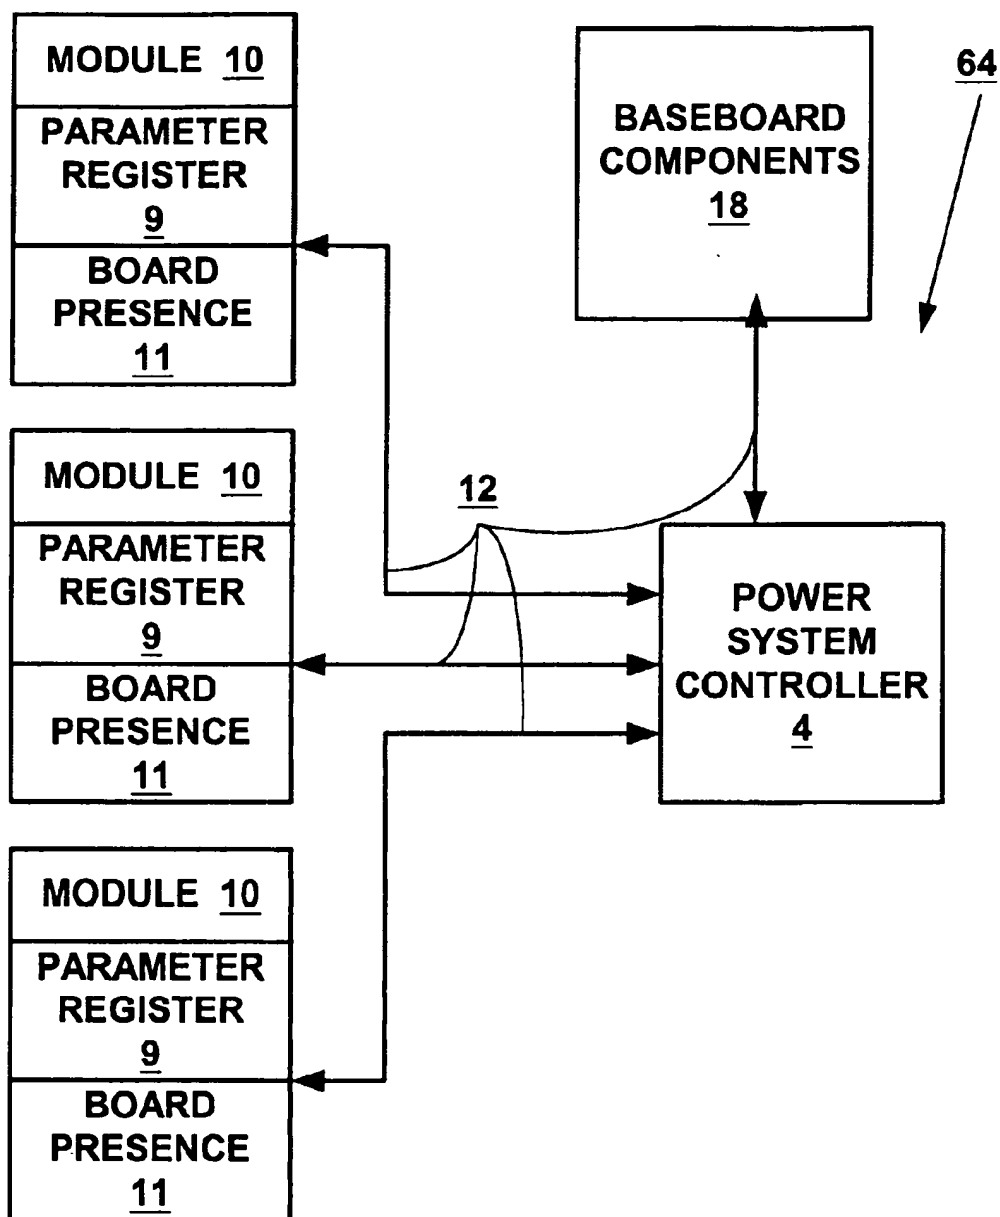 MODULE 10
PARAMETER
REGISTER
9
BOARD
PRESENCE
11
BASEBOARD
COMPONENTS
18
64
MODULE 10
PARAMETER
REGISTER
9
BOARD
PRESENCE
11
12
POWER
SYSTEM
CONTROLLER
4
MODULE 10
PARAMETER
REGISTER
9
BOARD
PRESENCE
11